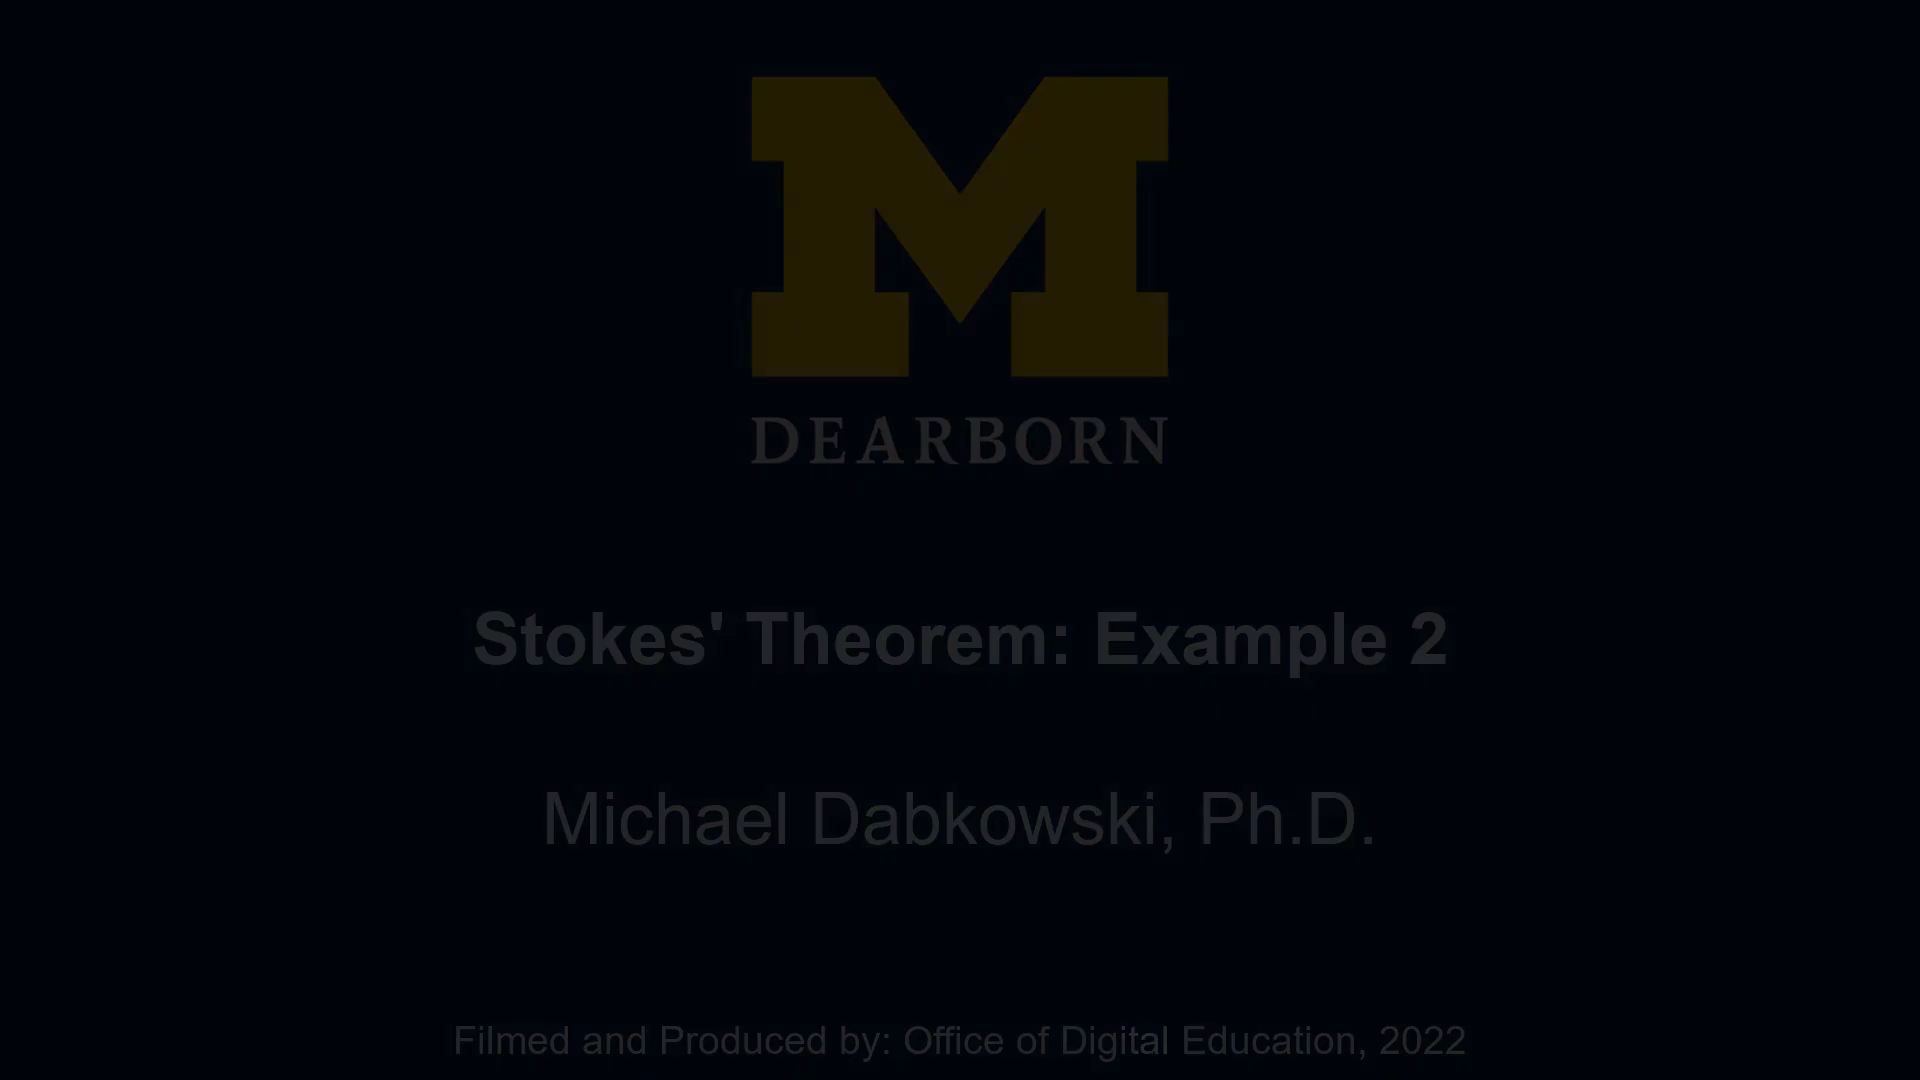 M
DEARBORN
Stokes' Theorem: Example 2
Michael Dabkowski, Ph.D.
Filmed and Produced by: Office of Digital Education, 2022